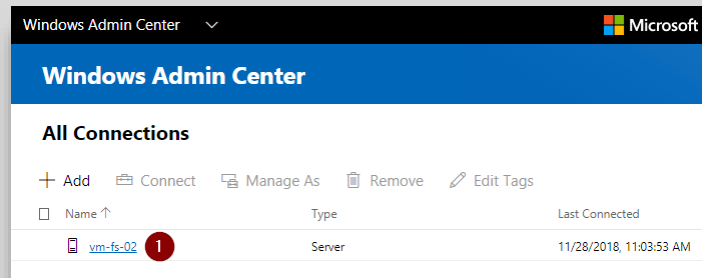 Windows Admin Center Microsoft
Windows Admin Center
All Connections
Add Connect Manage As Remove Edit Tags
Name Type Last Connected
vm-fs-02 1 Server 11/28/2018, 11:03:53 AM